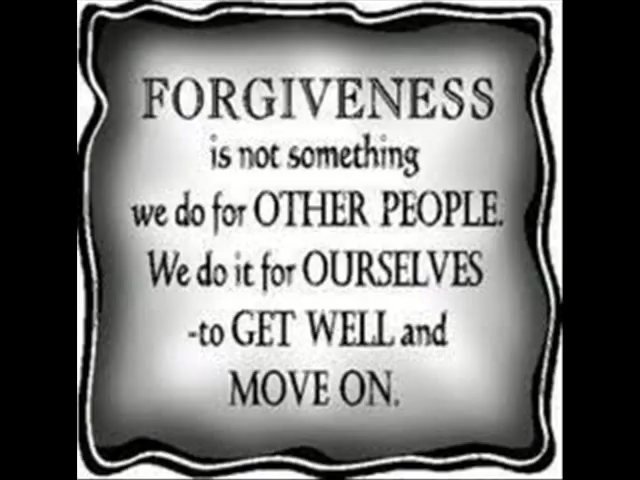 FORGIVENESS
is not something
we do for OTHER PEOPLE.
We do it for OURSELVES
-to GET WELL and
MOVE ON.